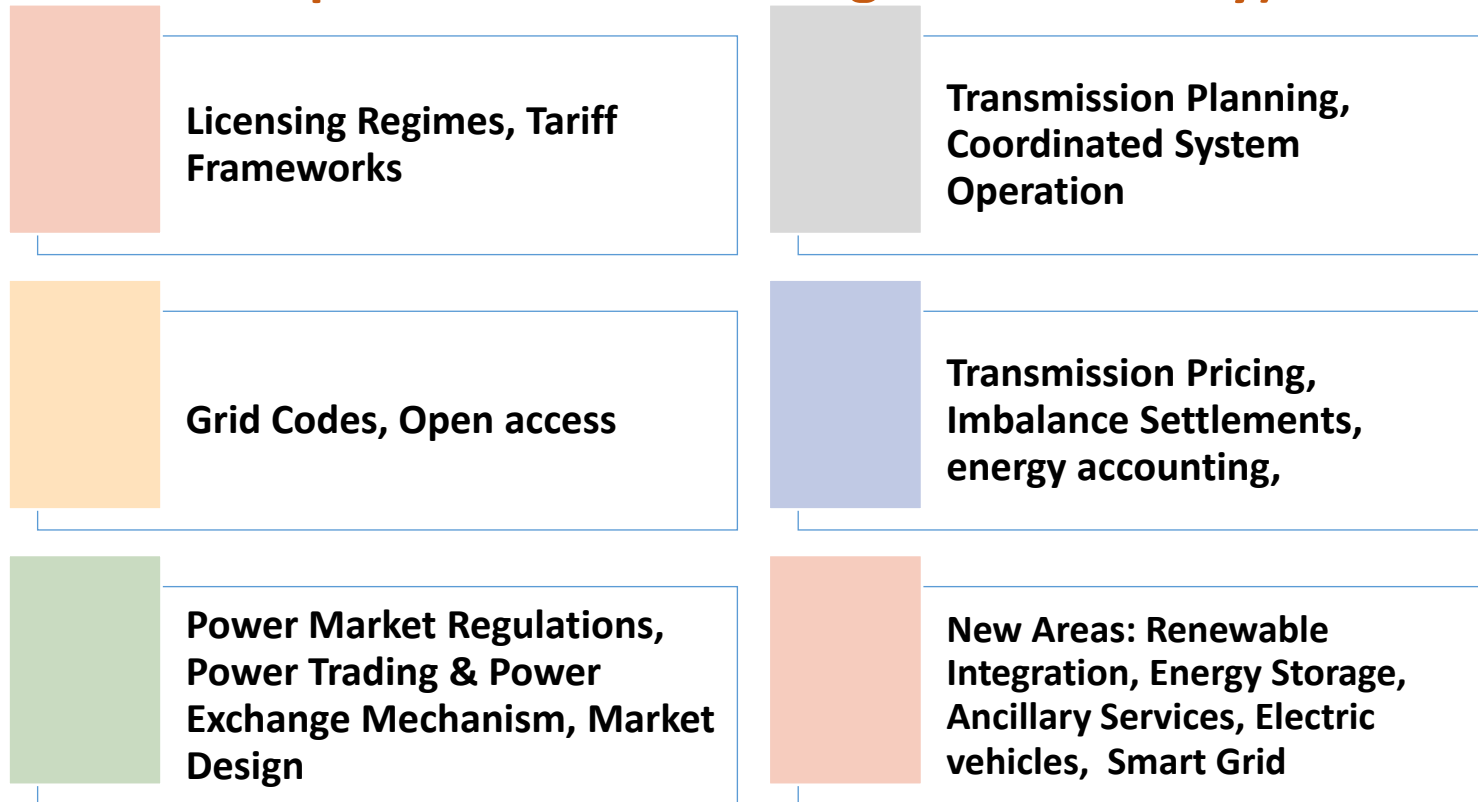 Licensing Regimes, Tariff
Frameworks
Transmission Planning,
Coordinated System
Operation
Grid Codes, Open access
Transmission Pricing,
Imbalance Settlements,
energy accounting,
Power Market Regulations,
Power Trading & Power
Exchange Mechanism, Market
Design
New Areas: Renewable
Integration, Energy Storage,
Ancillary Services, Electric
vehicles,  Smart Grid